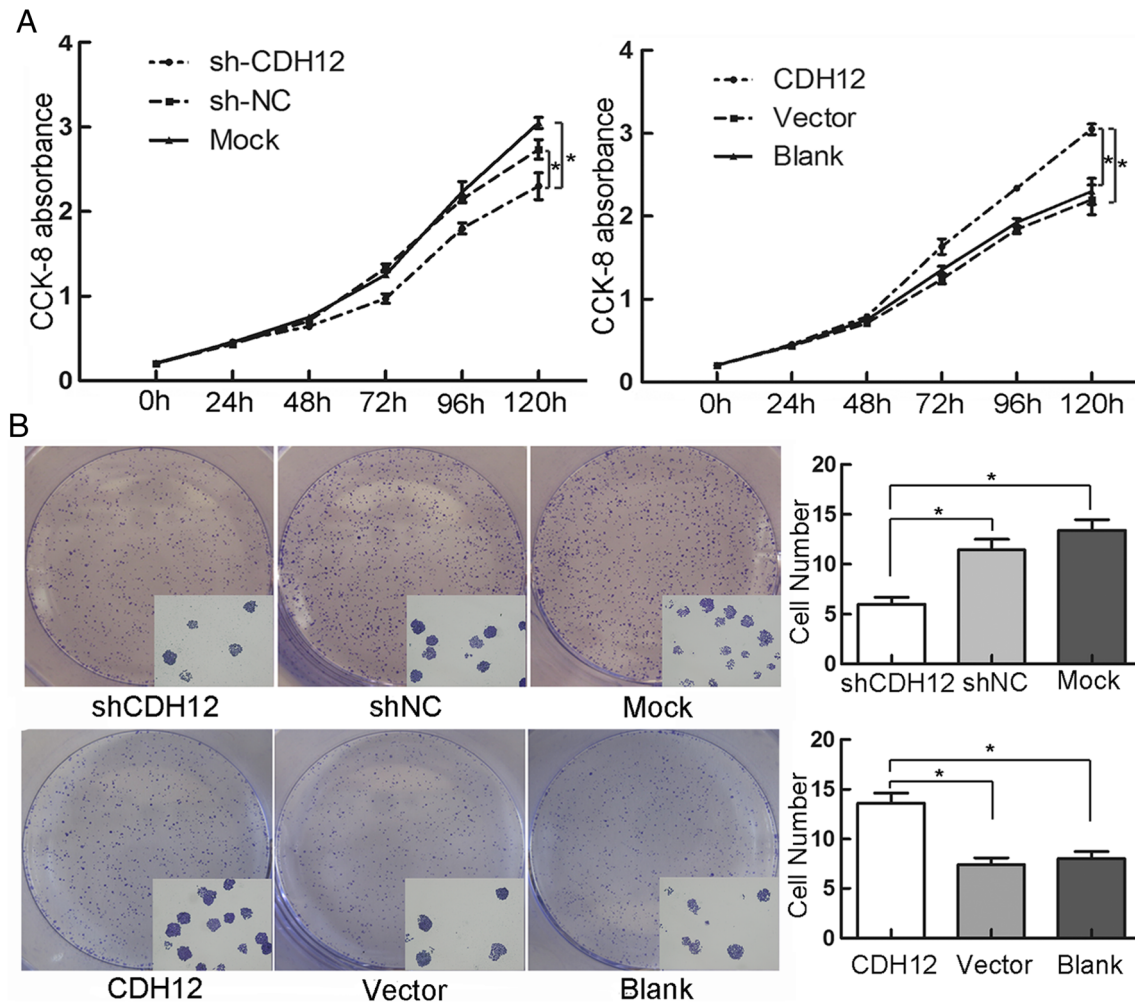 A
4
3
2
1
0
CCK-8 absorbance
sh-CDH12
sh-NC
Mock
*
*
0h 24h 48h 72h 96h 120h
4
3
2
1
0
CCK-8 absorbance
CDH12
Vector
Blank
*
*
0h 24h 48h 72h 96h 120h
B
shCDH12 shNC Mock
20
15
10
5
0
Cell Number
*
*
shCDH12 shNC Mock
CDH12 Vector Blank
20
15
10
5
0
Cell Number
*
*
CDH12 Vector Blank